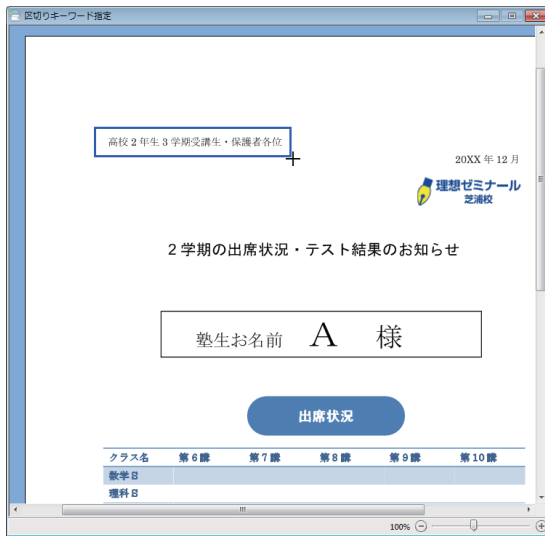 区切りキーワード指定
高校 2 年生 3 学期受講生・保護者各位
20XX 年 12 月
理想ゼミナール
芝浦校
2 学期の出席状況・テスト結果のお知らせ
塾生お名前 A 様
出席状況
クラス名 第 6 講 第 7 講 第 8 講 第 9 講 第 10 講
数学 S
理科 S
100%